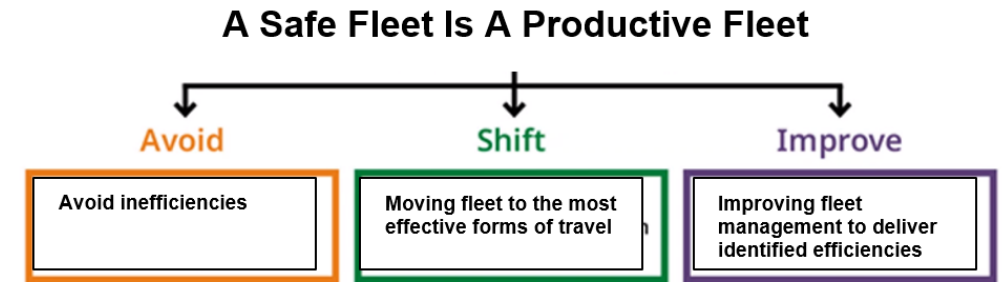 A Safe Fleet Is A Productive Fleet
Avoid
Shift
Improve
Avoid inefficiencies
Moving fleet to the most
effective forms of travel
Improving fleet
management to deliver
identified efficiencies